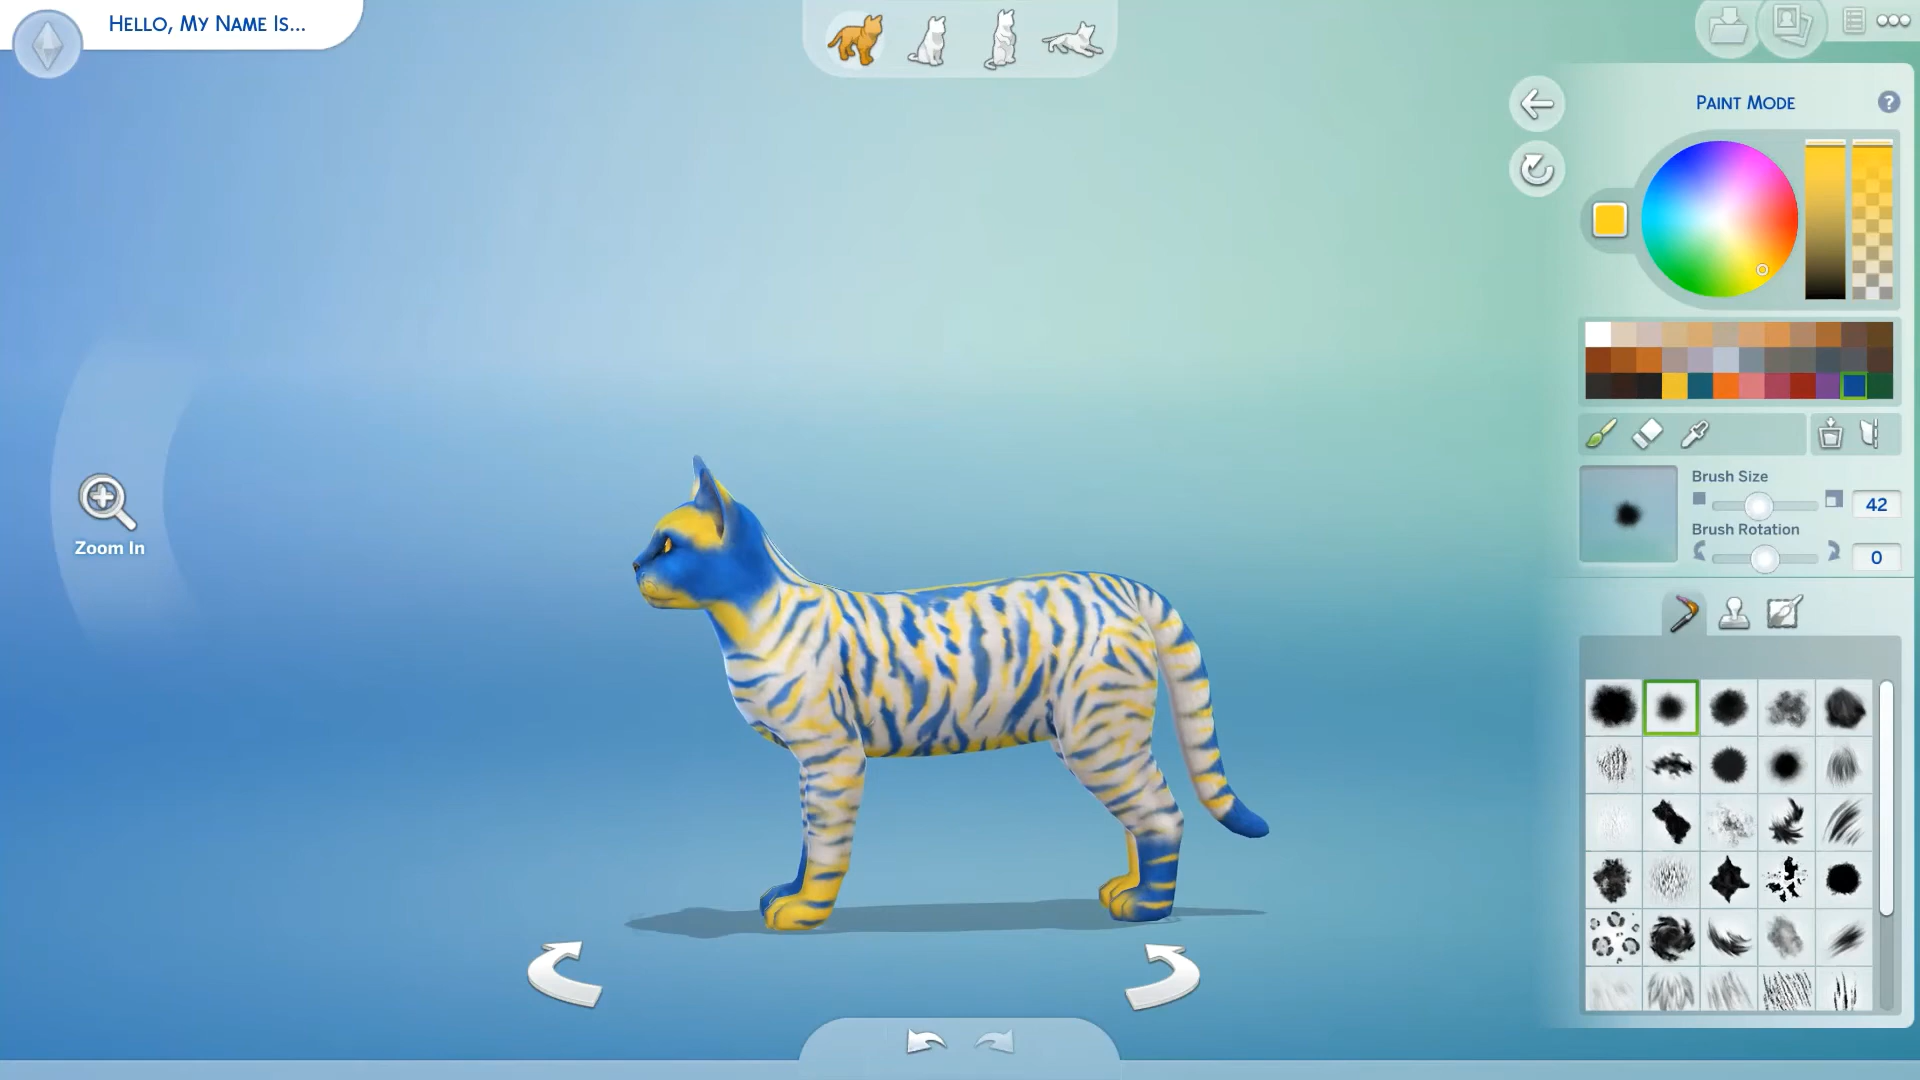 Hello, My Name Is...
Paint Mode
?
Brush Size
42
Brush Rotation
0
Zoom In